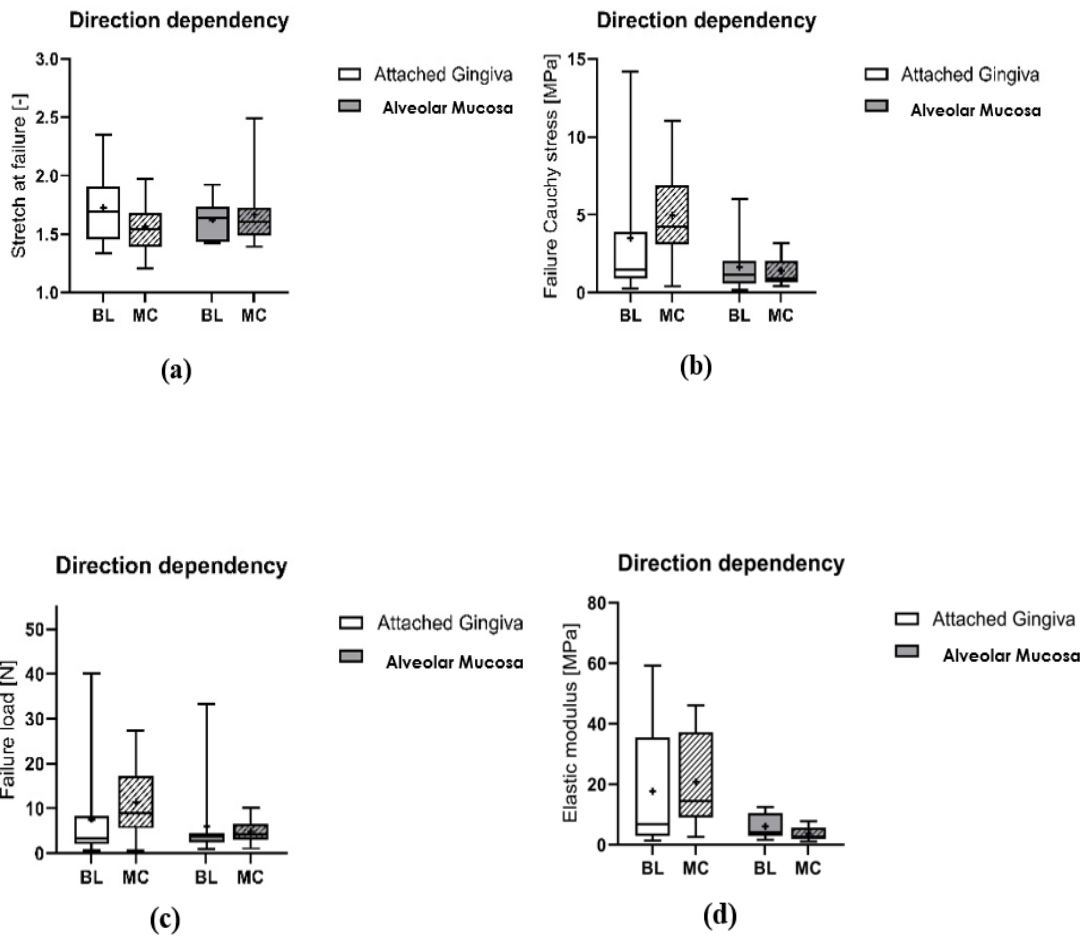 Direction dependency
Stretch at failure [-]
3.0
2.5
2.0
1.5
1.0
BL MC BL MC
Attached Gingiva
Alveolar Mucosa
(a)
Direction dependency
Failure Cauchy stress [MPa]
15
10
5
0
BL MC BL MC
Attached Gingiva
Alveolar Mucosa
(b)
Direction dependency
Failure load [N]
50
40
30
20
10
0
BL MC BL MC
Attached Gingiva
Alveolar Mucosa
(c)
Direction dependency
Elastic modulus [MPa]
80
60
40
20
0
BL MC BL MC
Attached Gingiva
Alveolar Mucosa
(d)